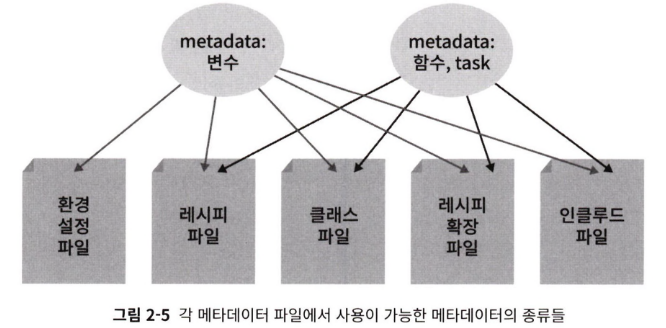 metadata:
변수
metadata:
함수, task
환경
설정
파일
레시피
파일
클래스
파일
레시피
확장
파일
인클루드
파일
그림 2-5 각 메타데이터 파일에서 사용이 가능한 메타데이터의 종류들